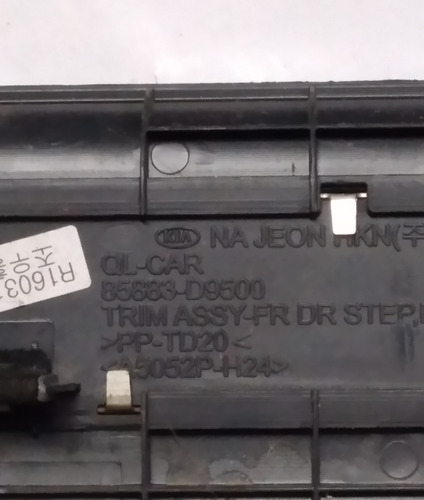 KIA NA JEON HKN(주
QL-CAR
85883-D9500
TRIM ASSY-FR DR STEP,
>PP-TD20<
<A5052P-H24>
R1603